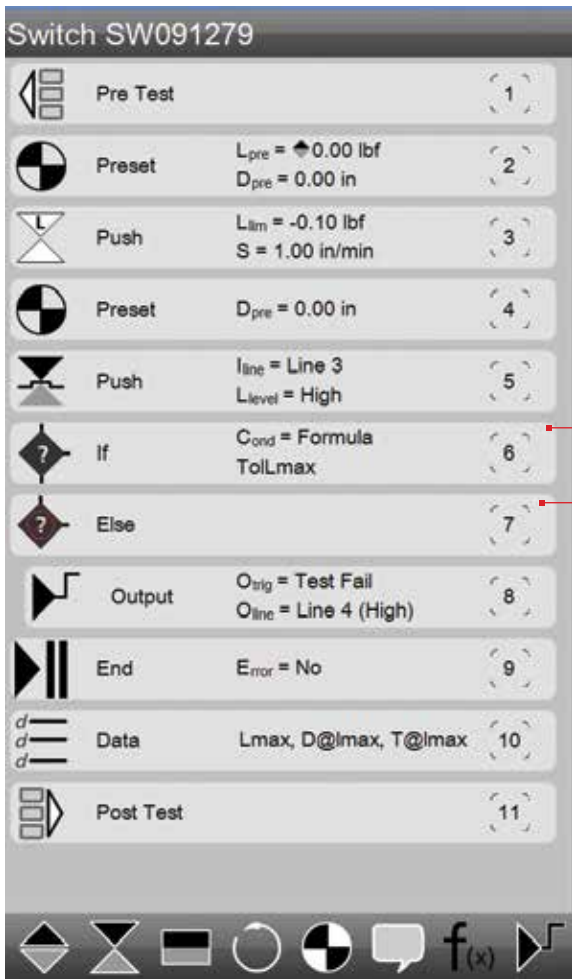 Switch SW091279
Pre Test 1
Preset Lpre = 0.00 lbf 2
Dpre = 0.00 in
L
Push Llim = -0.10 lbf 3
S = 1.00 in/min
Preset Dpre = 0.00 in 4
Push Iline = Line 3 5
Llevel = High
? If Cond = Formula 6
TolLmax
? Else 7
Output Otrig = Test Fail 8
Oline = Line 4 (High)
End Error = No 9
d
d Data Lmax, D@lmax, T@lmax 10
d
Post Test 11
f(x)